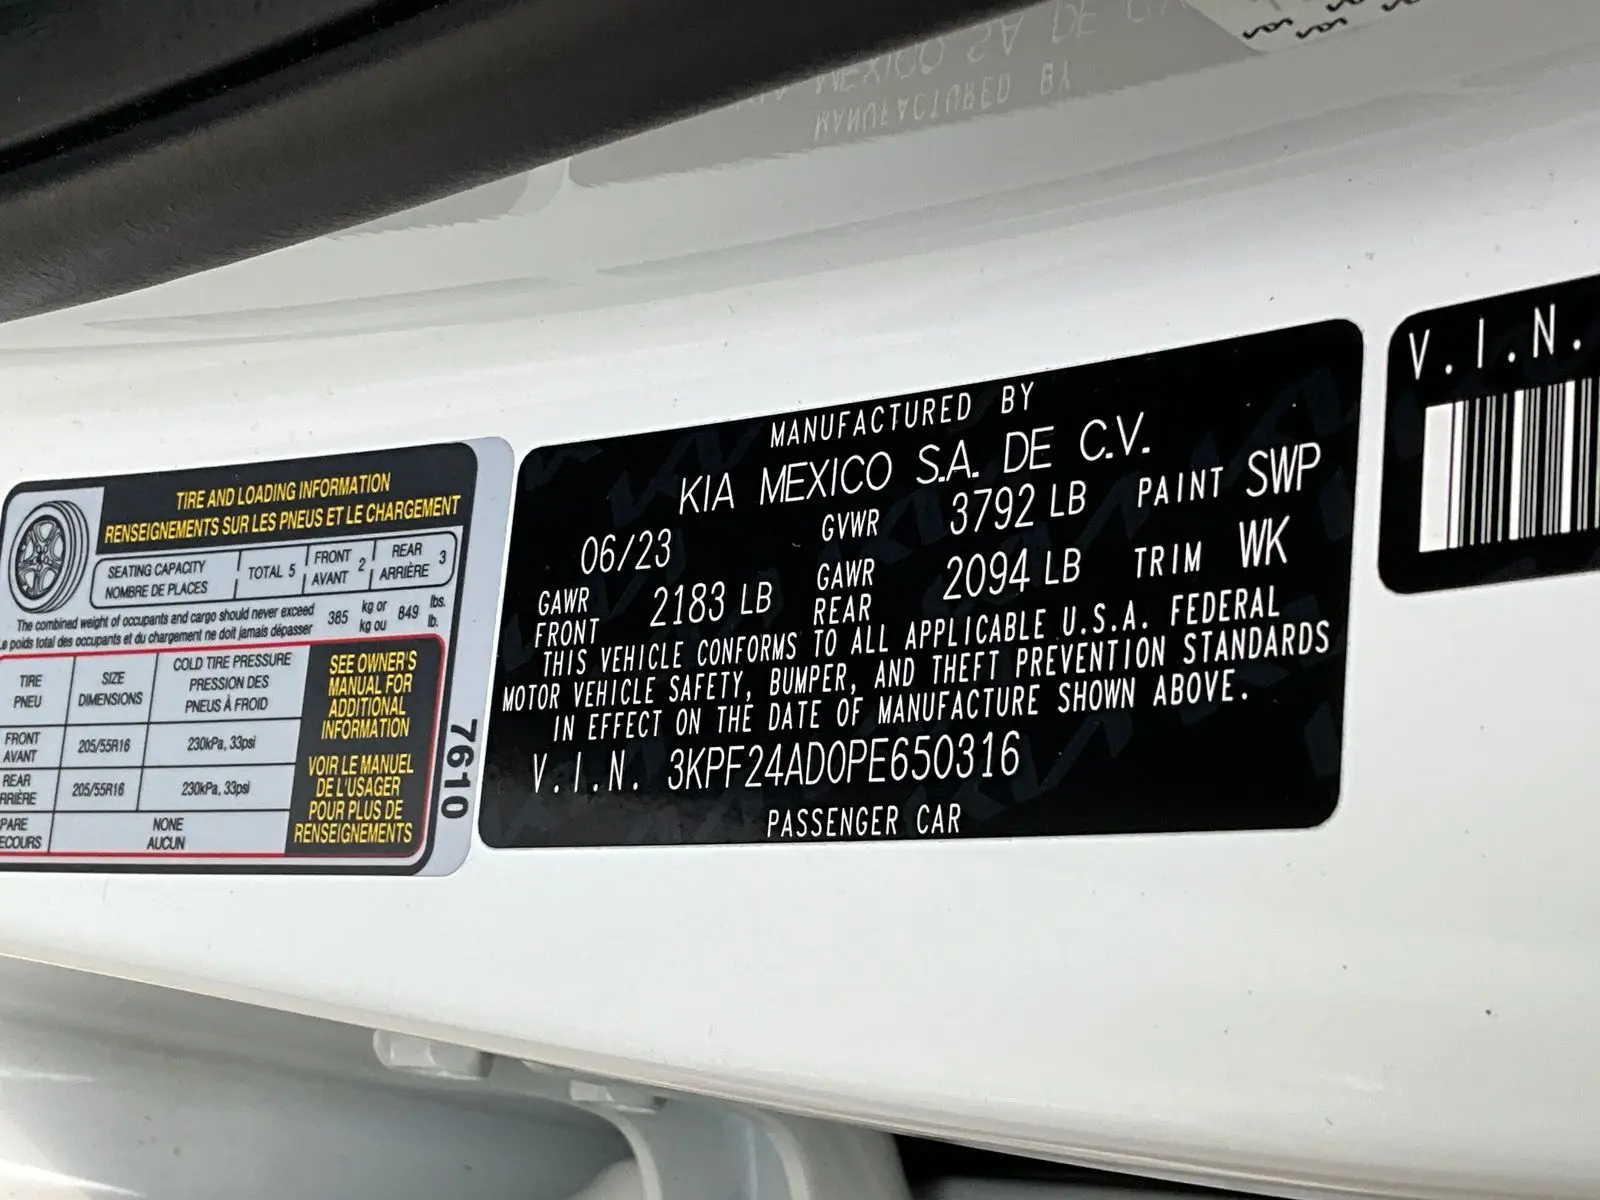 MANUFACTURED BY
KIA MEXICO S.A. DE C.V.
06/23 GVWR 3792 LB PAINT SWP
GAWR FRONT 2183 LB GAWR REAR 2094 LB TRIM WK
THIS VEHICLE CONFORMS TO ALL APPLICABLE U.S.A. FEDERAL
MOTOR VEHICLE SAFETY, BUMPER, AND THEFT PREVENTION STANDARDS
IN EFFECT ON THE DATE OF MANUFACTURE SHOWN ABOVE.
V.I.N. 3KPF24AD0PE650316
PASSENGER CAR
V.I.N.
TIRE AND LOADING INFORMATION
RENSEIGNEMENTS SUR LES PNEUS ET LE CHARGEMENT
SEATING CAPACITY
NOMBRE DE PLACES
TOTAL 5
FRONT
AVANT 2
REAR
ARRIÈRE 3
The combined weight of occupants and cargo should never exceed
Le poids total des occupants et du chargement ne doit jamais dépasser
385 kg or
kg ou
849 lbs.
lb.
TIRE
PNEU
SIZE
DIMENSIONS
COLD TIRE PRESSURE
PRESSION DES
PNEUS À FROID
FRONT
AVANT
205/55R16
230kPa, 33psi
REAR
205/55R16
230kPa, 33psi
NONE
AUCUN
SEE OWNER'S
MANUAL FOR
ADDITIONAL
INFORMATION
VOIR LE MANUEL
DE L'USAGER
POUR PLUS DE
RENSEIGNEMENTS
7610